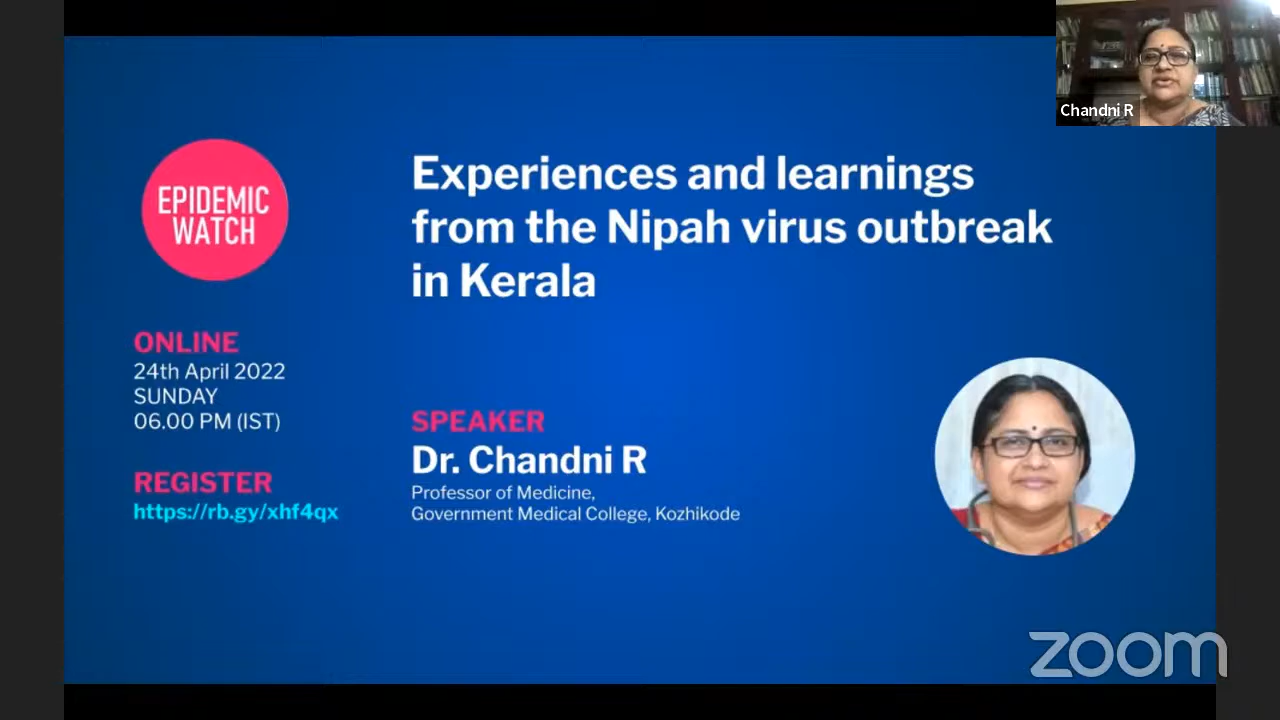 Chandni R
EPIDEMIC
WATCH
Experiences and learnings
from the Nipah virus outbreak
in Kerala
ONLINE
24th April 2022
SUNDAY
06.00 PM (IST)
REGISTER
https://rb.gy/xhf4qx
SPEAKER
Dr. Chandni R
Professor of Medicine,
Government Medical College, Kozhikode
zoom